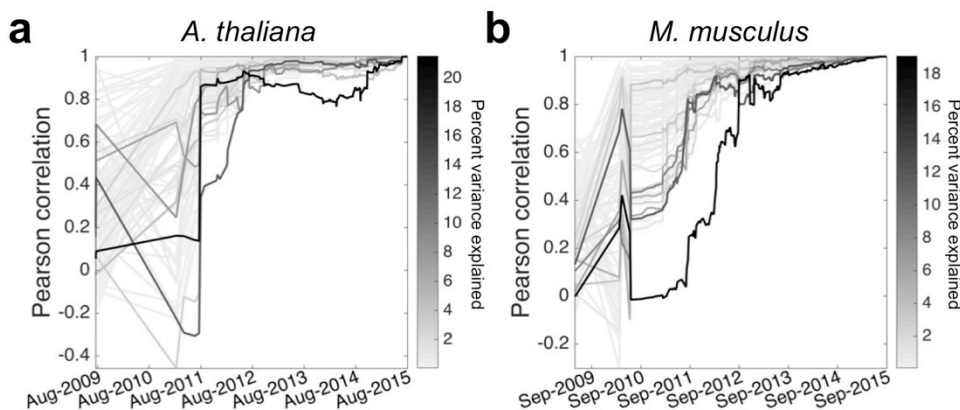 a
A. thaliana
Pearson correlation
1
0.8
0.6
0.4
0.2
0
-0.2
-0.4
Aug-2009
Aug-2010
Aug-2011
Aug-2012
Aug-2013
Aug-2014
Aug-2015
20
18
16
14
12
10
8
6
4
2
Percent variance explained
b
M. musculus
Pearson correlation
1
0.8
0.6
0.4
0.2
0
-0.2
Sep-2009
Sep-2010
Sep-2011
Sep-2012
Sep-2013
Sep-2014
Sep-2015
18
16
14
12
10
8
6
4
2
Percent variance explained